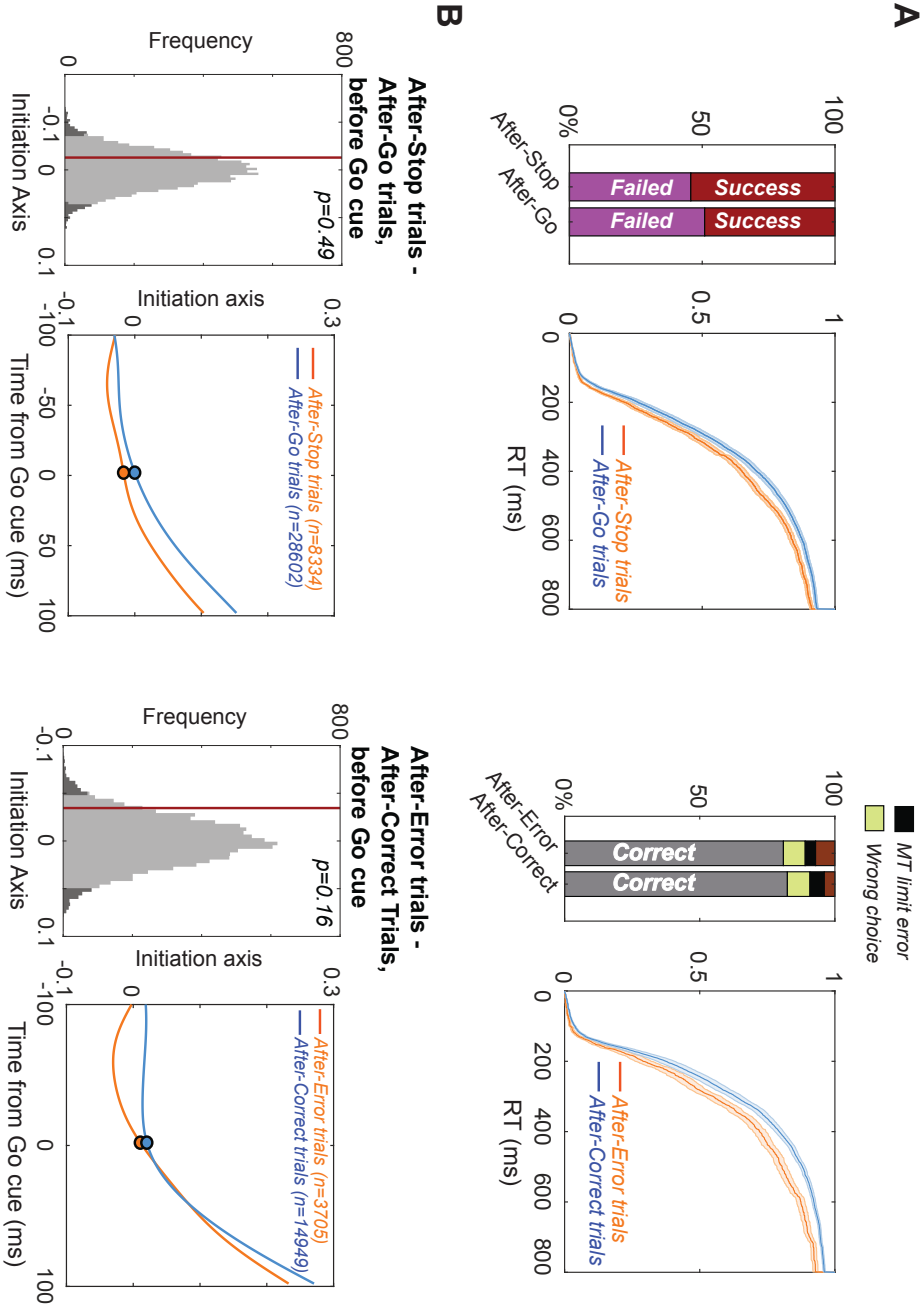 A
100
0%
Success
Failed
Success
Failed
After-Stop
After-Go
1
0.5
0
0
200
400
600
800
RT (ms)
After-Stop trials
After-Go trials
MT limit error
Wrong choice
100
0%
Correct
Correct
After-Error
After-Correct
1
0.5
0
0
200
400
600
800
RT (ms)
After-Error trials
After-Correct trials
B
After-Stop trials -
After-Go trials,
before Go cue
800
0
Frequency
p=0.49
-0.1
0
0.1
Initiation Axis
0.3
0
-0.1
Initiation axis
After-Stop trials (n=8334)
After-Go trials (n=28602)
-100
-50
0
50
100
Time from Go cue (ms)
After-Error trials -
After-Correct Trials,
before Go cue
800
0
Frequency
p=0.16
-0.1
0
0.1
Initiation Axis
0.3
0
-0.1
Initiation axis
After-Error trials (n=3705)
After-Correct trials (n=14949)
-100
0
100
Time from Go cue (ms)